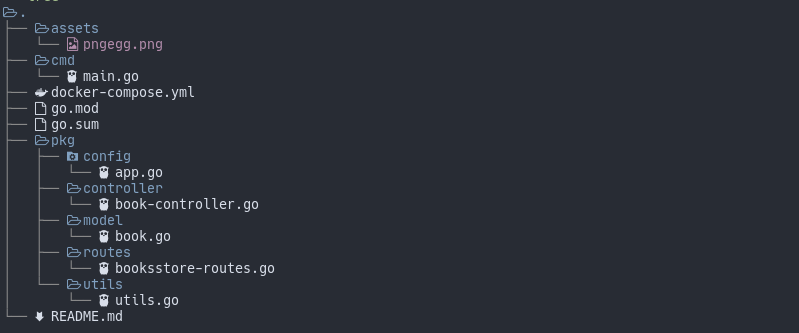 .
assets
pngegg.png
cmd
main.go
docker-compose.yml
go.mod
go.sum
pkg
config
app.go
controller
book-controller.go
model
book.go
routes
booksstore-routes.go
utils
utils.go
README.md